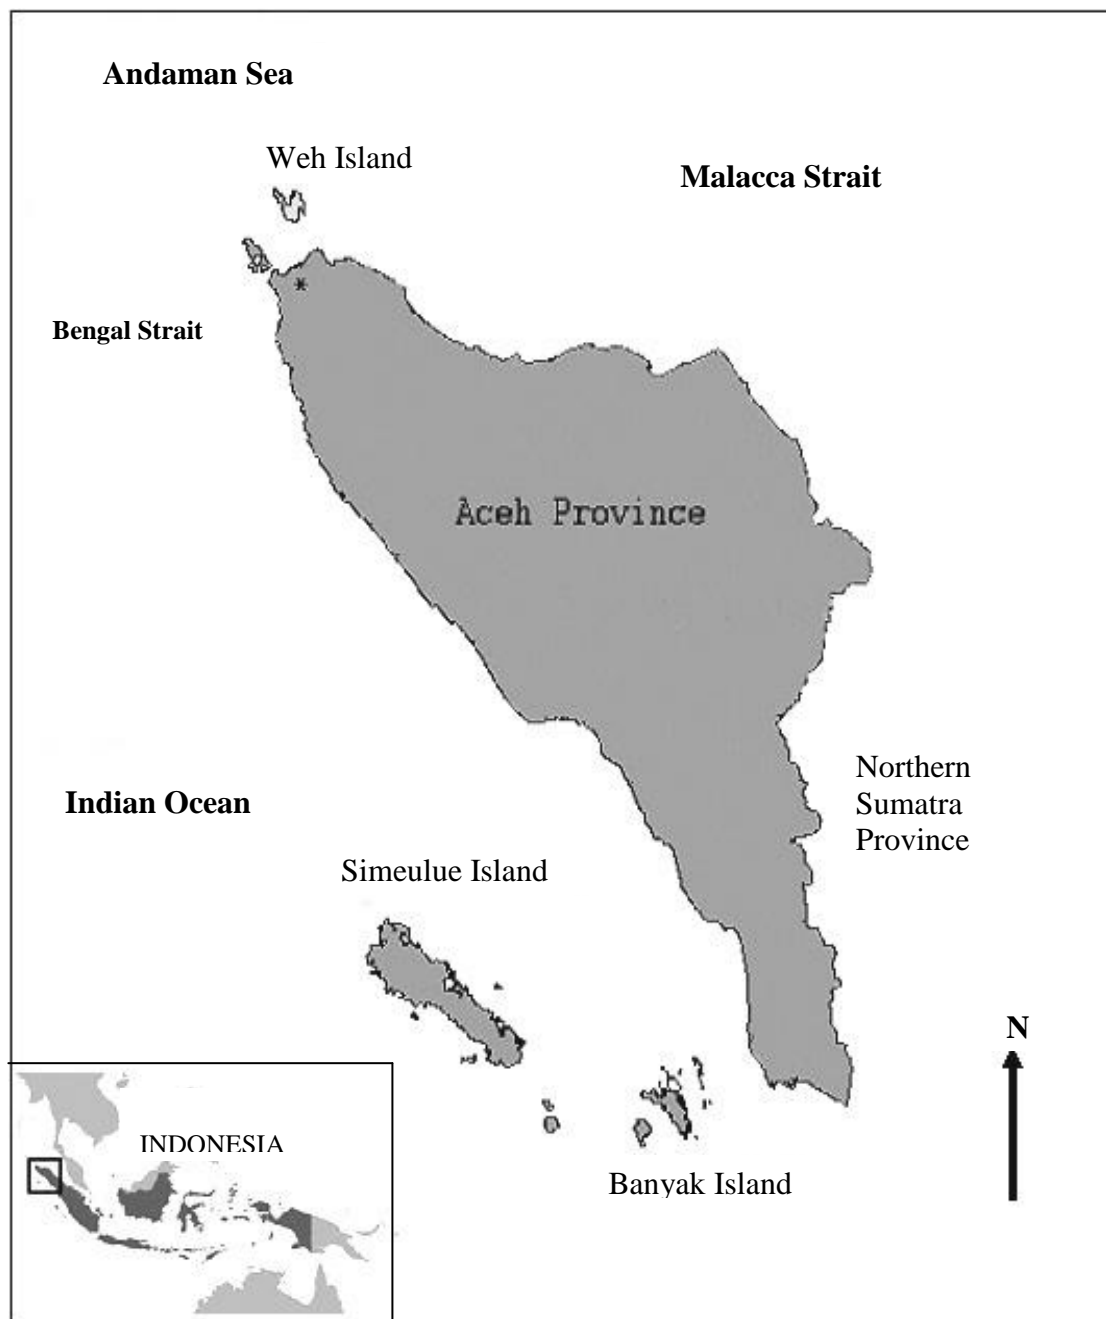 Andaman Sea
Weh Island
Malacca Strait
*
Bengal Strait
Aceh Province
Northern
Sumatra
Province
Indian Ocean
Simeulue Island
N
INDONESIA
Banyak Island